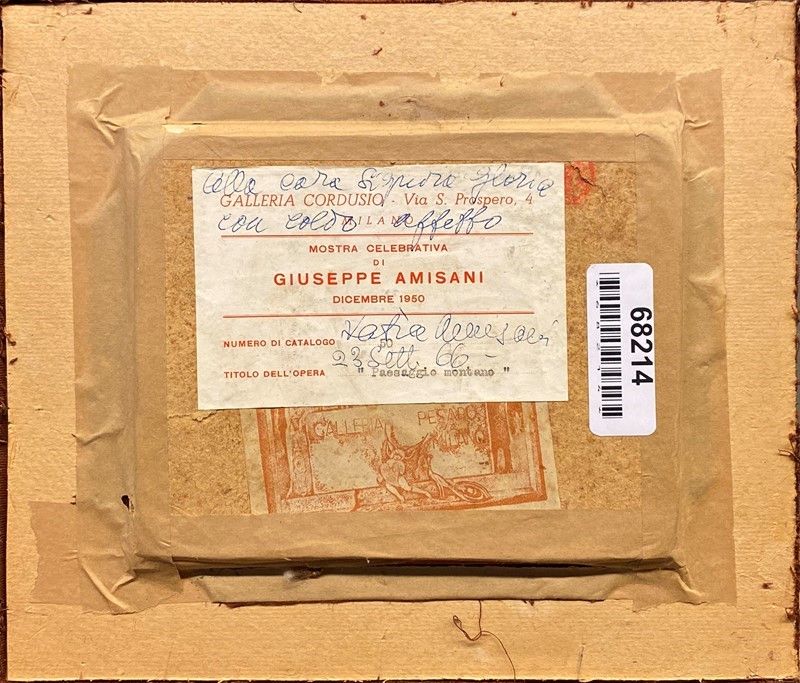 alla cara Signora Gloria
GALLERIA CORDUSIO - Via S. Prospero, 4
con caldo affetto
MILANO
MOSTRA CELEBRATIVA
DI
GIUSEPPE AMISANI
DICEMBRE 1950
NUMERO DI CATALOGO
Amisani
23 Sett. 66 -
TITOLO DELL'OPERA " Paesaggio montano "
68214
GALLERIA PESARO
MILANO